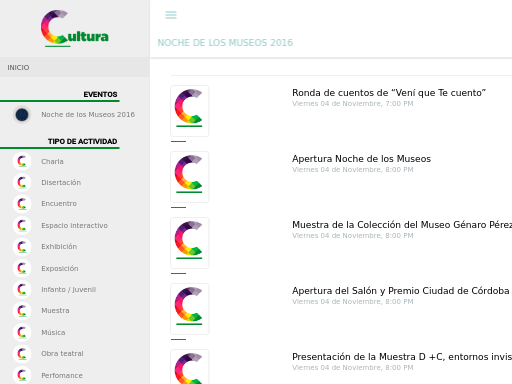 Cultura
INICIO
EVENTOS
Noche de los Museos 2016
TIPO DE ACTIVIDAD
Charla
Disertación
Encuentro
Espacio interactivo
Exhibición
Exposición
Infanto / Juvenil
Muestra
Música
Obra teatral
Perfomance
NOCHE DE LOS MUSEOS 2016
Ronda de cuentos de “Vení que Te cuento”
Viernes 04 de Noviembre, 7:00 PM
Apertura Noche de los Museos
Viernes 04 de Noviembre, 8:00 PM
Muestra de la Colección del Museo Génaro Pérez
Viernes 04 de Noviembre, 8:00 PM
Apertura del Salón y Premio Ciudad de Córdoba
Viernes 04 de Noviembre, 8:00 PM
Presentación de la Muestra D +C, entornos invis
Viernes 04 de Noviembre, 8:00 PM